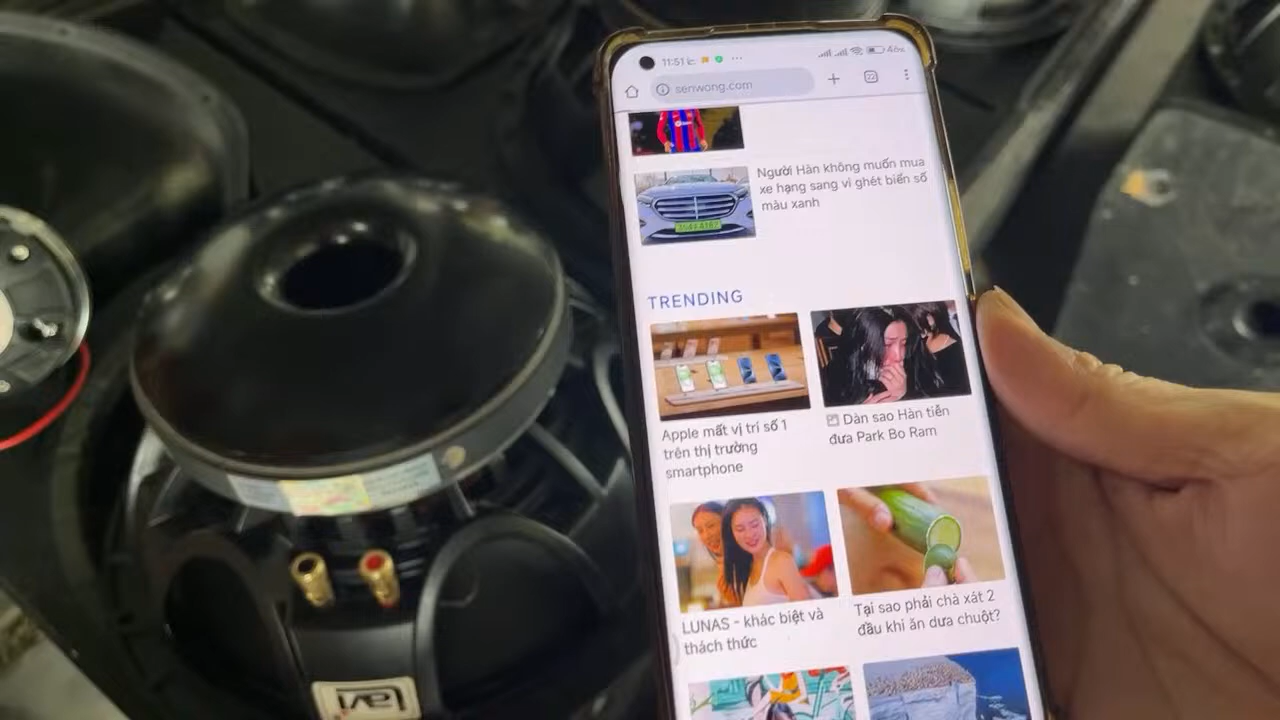 11:51
46%
senwong.com
22
Người Hàn không muốn mua
xe hạng sang vì ghét biển số
màu xanh
TRENDING
Apple mất vị trí số 1
trên thị trường
smartphone
Dàn sao Hàn tiễn
đưa Park Bo Ram
LUNAS - khác biệt và
thách thức
Tại sao phải chà xát 2
đầu khi ăn dưa chuột?